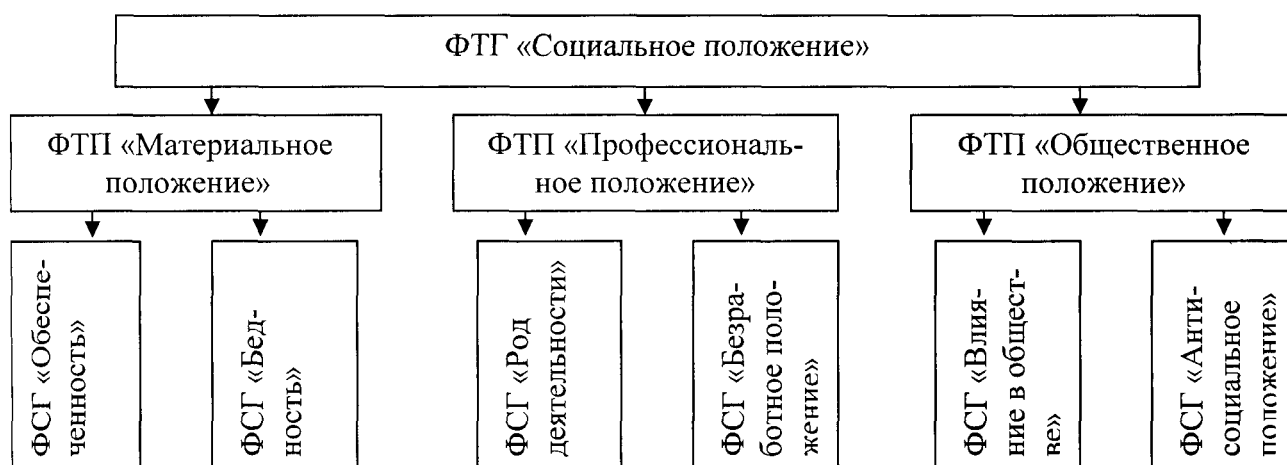 ФТГ «Социальное положение»
ФТП «Материальное
положение»
ФТП «Профессиональ-
ное положение»
ФТП «Общественное
положение»
ФСГ «Обеспе-
ченность»
ФСГ «Бед-
ность»
ФСГ «Род
деятельности»
ФСГ «Безра-
ботное поло-
жение»
ФСГ «Влия-
ние в общест-
ве»
ФСГ «Анти-
социальное
положение»